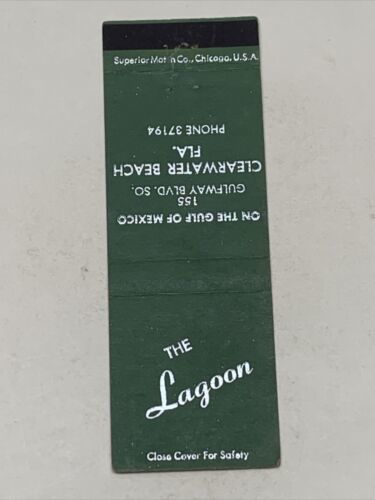 Superior Match Co., Chicago, U.S.A.
ON THE GULF OF MEXICO
155
GULFWAY BLVD. SO.
CLEARWATER BEACH
FLA.
PHONE 37194
THE
Lagoon
Close Cover For Safety